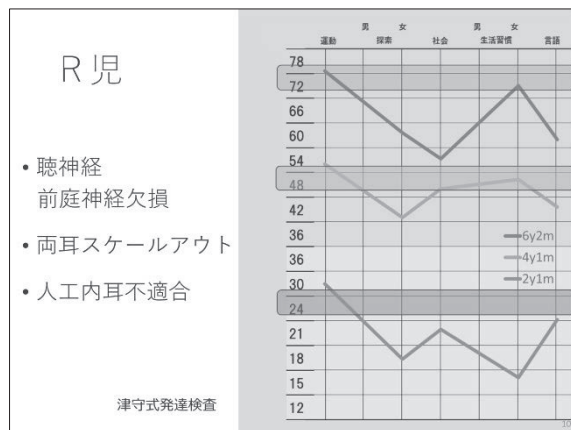 R児
• 聴神経
前庭神経欠損
• 両耳スケールアウト
• 人工内耳不適合
津守式発達検査
男 女 男 女
運動 探索 社会 生活習慣 言語
78
72
66
60
54
48
42
36
36
30
24
21
18
15
12
6y2m
4y1m
2y1m
10